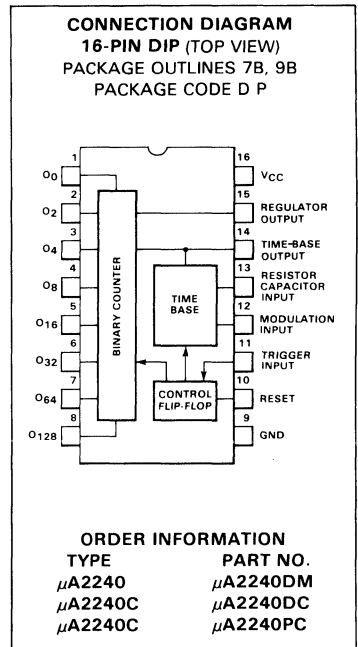 CONNECTION DIAGRAM
16-PIN DIP (TOP VIEW)
PACKAGE OUTLINES 7B, 9B
PACKAGE CODE D P
1
O0
2
O2
3
O4
4
O8
5
O16
6
O32
7
O64
8
O128
BINARY COUNTER
TIME
BASE
CONTROL
FLIP-FLOP
16
VCC
15
REGULATOR
OUTPUT
14
TIME-BASE
OUTPUT
13
RESISTOR
CAPACITOR
INPUT
12
MODULATION
INPUT
11
TRIGGER
INPUT
10
RESET
9
GND
ORDER INFORMATION
TYPE PART NO.
μA2240 μA2240DM
μA2240C μA2240DC
μA2240C μA2240PC